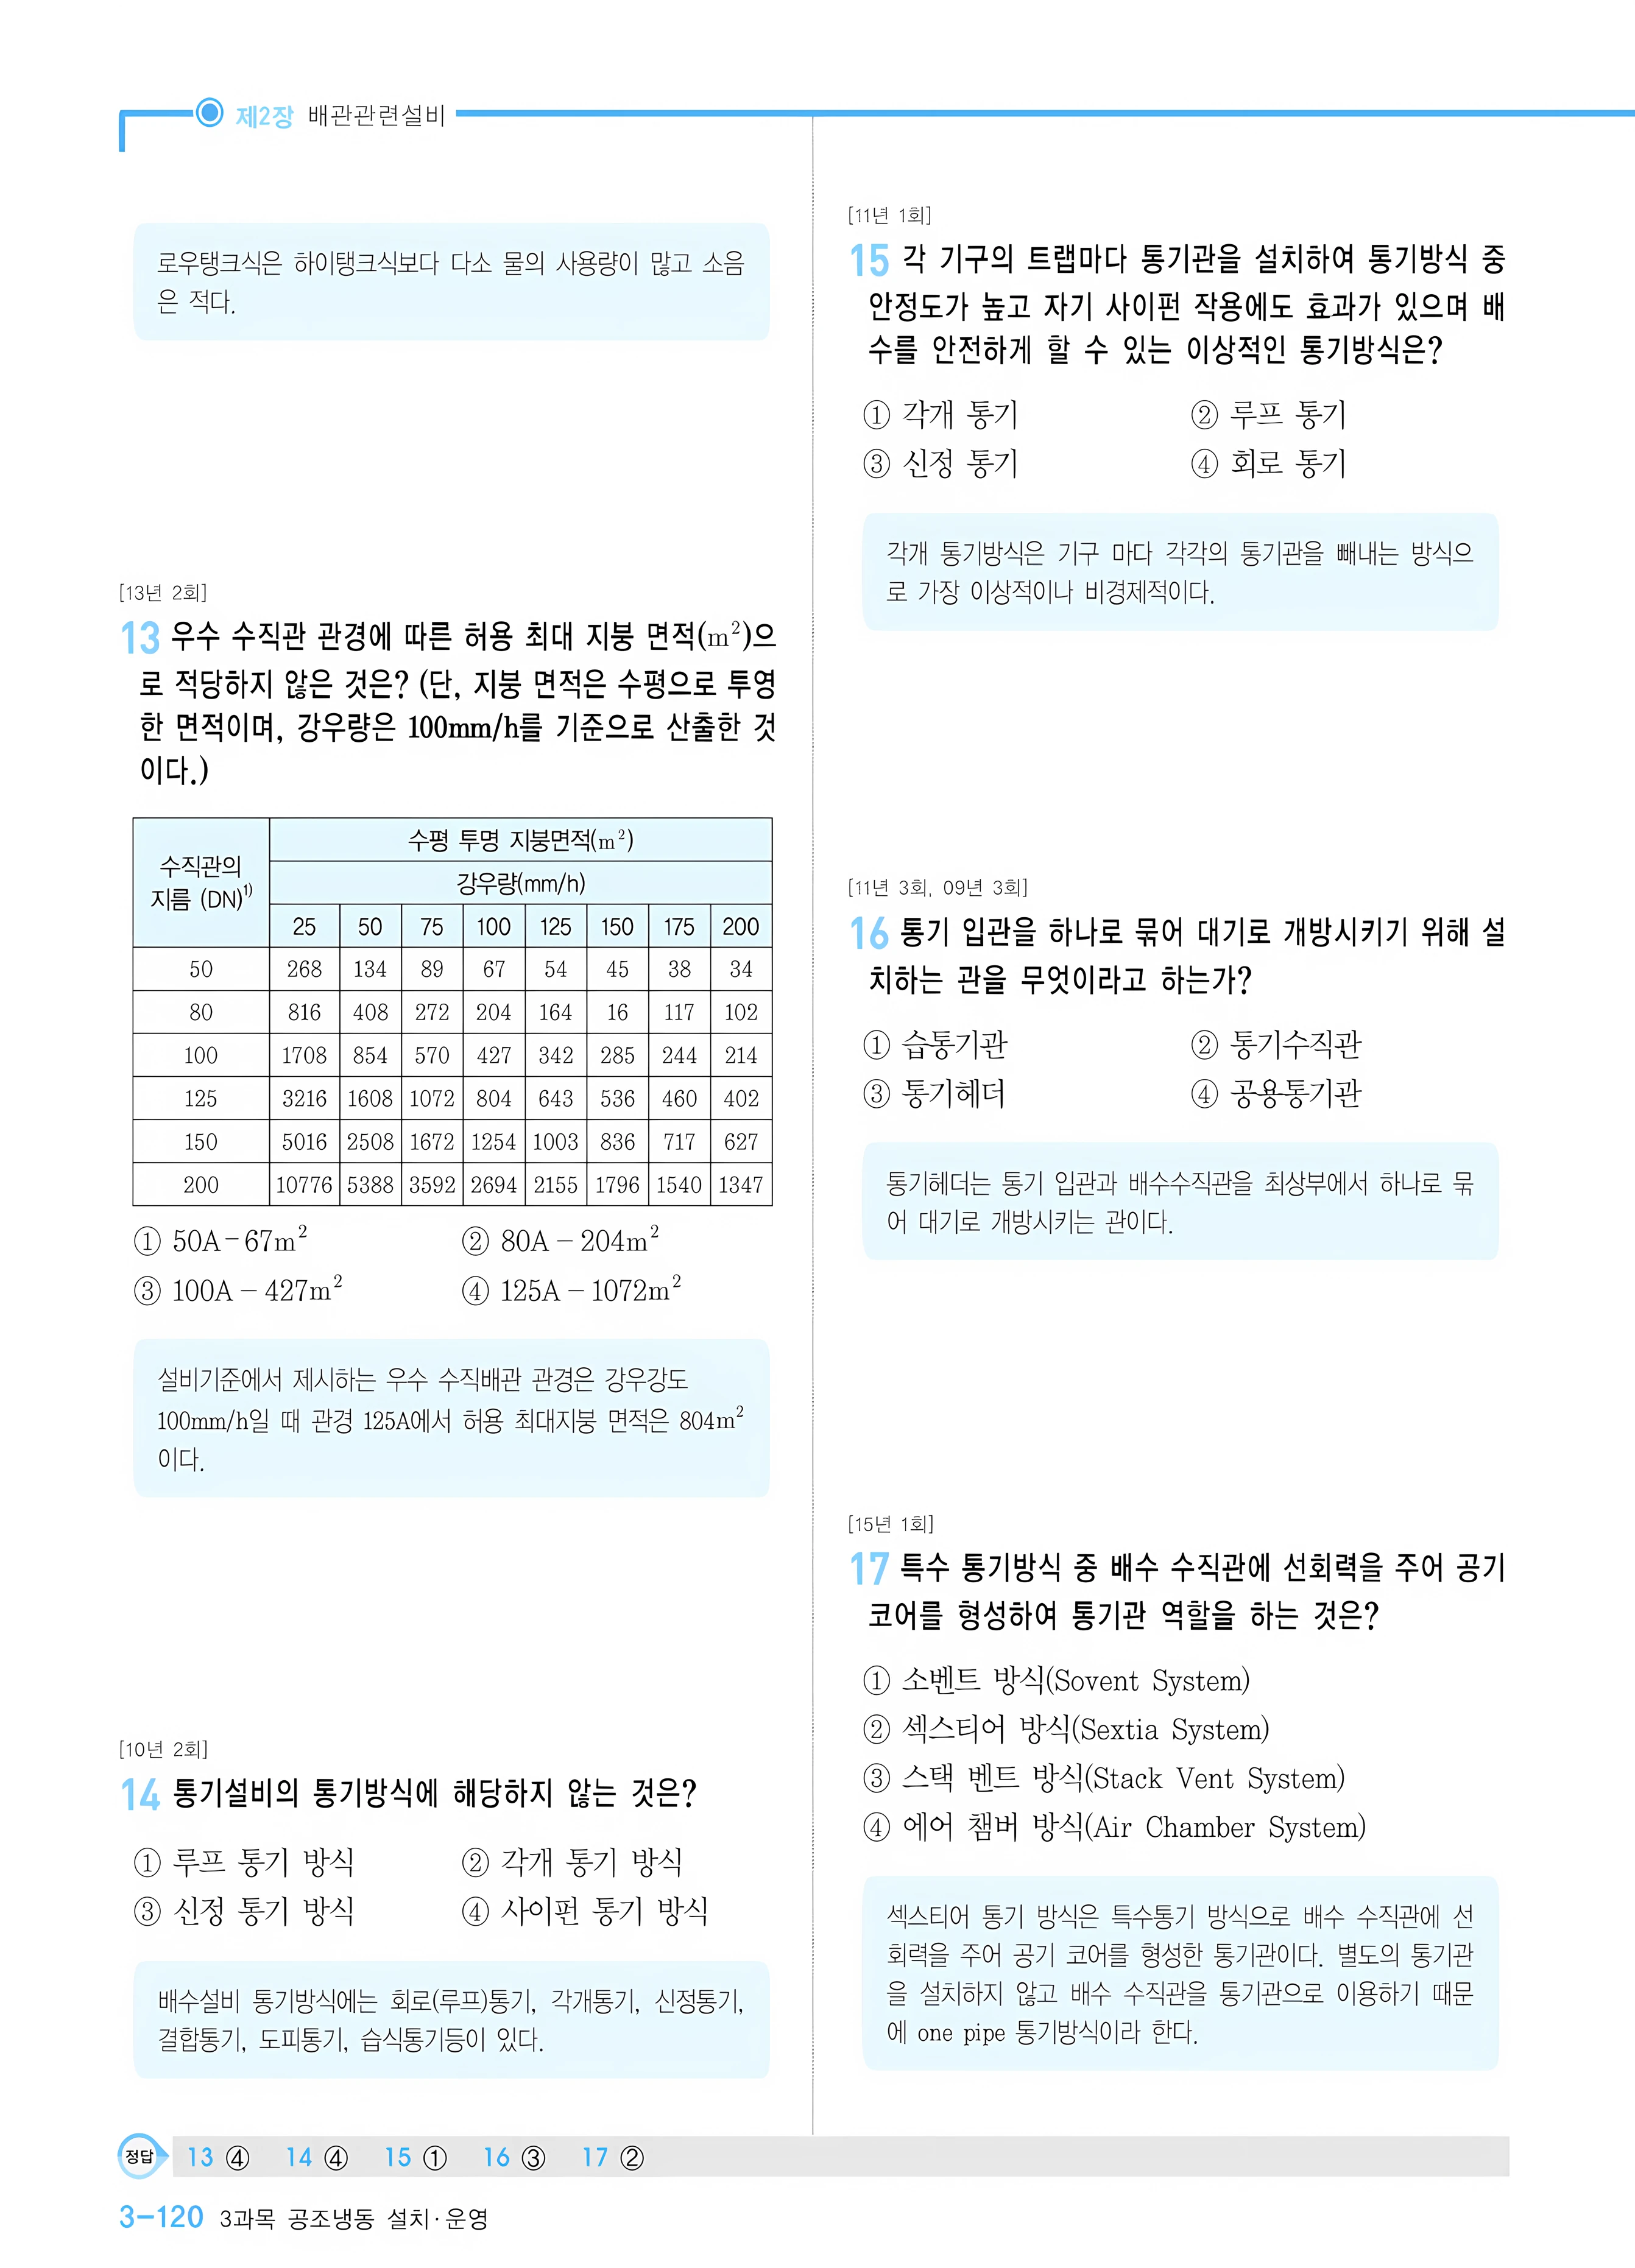 제2장 배관관련설비
로우탱크식은 하이탱크식보다 다소 물의 사용량이 많고 소음
은 적다.
[13년 2회]
13 우수 수직관 관경에 따른 허용 최대 지붕 면적(m²)으
로 적당하지 않은 것은? (단, 지붕 면적은 수평으로 투영
한 면적이며, 강우량은 100mm/h를 기준으로 산출한 것
이다.)
수직관의
지름 (DN)¹⁾
수평 투명 지붕면적(m²)
강우량(mm/h)
25 50 75 100 125 150 175 200
50 268 134 89 67 54 45 38 34
80 816 408 272 204 164 16 117 102
100 1708 854 570 427 342 285 244 214
125 3216 1608 1072 804 643 536 460 402
150 5016 2508 1672 1254 1003 836 717 627
200 10776 5388 3592 2694 2155 1796 1540 1347
① 50A-67m² ② 80A - 204m²
③ 100A - 427m² ④ 125A - 1072m²
설비기준에서 제시하는 우수 수직배관 관경은 강우강도
100mm/h일 때 관경 125A에서 허용 최대지붕 면적은 804m²
이다.
[10년 2회]
14 통기설비의 통기방식에 해당하지 않는 것은?
① 루프 통기 방식 ② 각개 통기 방식
③ 신정 통기 방식 ④ 사이펀 통기 방식
배수설비 통기방식에는 회로(루프)통기, 각개통기, 신정통기,
결합통기, 도피통기, 습식통기등이 있다.
[11년 1회]
15 각 기구의 트랩마다 통기관을 설치하여 통기방식 중
안정도가 높고 자기 사이펀 작용에도 효과가 있으며 배
수를 안전하게 할 수 있는 이상적인 통기방식은?
① 각개 통기 ② 루프 통기
③ 신정 통기 ④ 회로 통기
각개 통기방식은 기구 마다 각각의 통기관을 빼내는 방식으
로 가장 이상적이나 비경제적이다.
[11년 3회, 09년 3회]
16 통기 입관을 하나로 묶어 대기로 개방시키기 위해 설
치하는 관을 무엇이라고 하는가?
① 습통기관 ② 통기수직관
③ 통기헤더 ④ 공용통기관
통기헤더는 통기 입관과 배수수직관을 최상부에서 하나로 묶
어 대기로 개방시키는 관이다.
[15년 1회]
17 특수 통기방식 중 배수 수직관에 선회력을 주어 공기
코어를 형성하여 통기관 역할을 하는 것은?
① 소벤트 방식(Sovent System)
② 섹스티어 방식(Sextia System)
③ 스택 벤트 방식(Stack Vent System)
④ 에어 챔버 방식(Air Chamber System)
섹스티어 통기 방식은 특수통기 방식으로 배수 수직관에 선
회력을 주어 공기 코어를 형성한 통기관이다. 별도의 통기관
을 설치하지 않고 배수 수직관을 통기관으로 이용하기 때문
에 one pipe 통기방식이라 한다.
정답 13 ④ 14 ④ 15 ① 16 ③ 17 ②
3-120 3과목 공조냉동 설치·운영